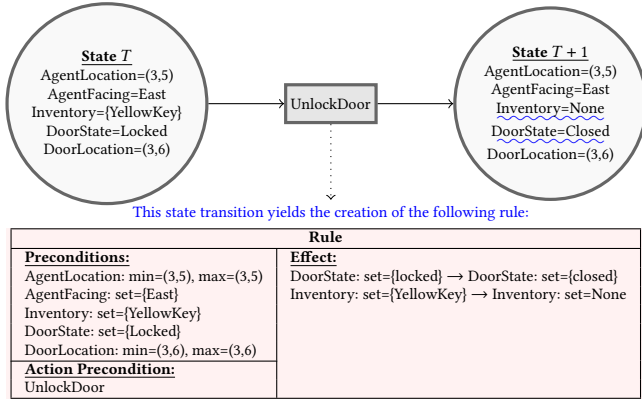 State T
AgentLocation=(3,5)
AgentFacing=East
Inventory={YellowKey}
DoorState=Locked
DoorLocation=(3,6)
UnlockDoor
State T + 1
AgentLocation=(3,5)
AgentFacing=East
Inventory=None
DoorState=Closed
DoorLocation=(3,6)
This state transition yields the creation of the following rule:
Rule
Preconditions:
AgentLocation: min=(3,5), max=(3,5)
AgentFacing: set={East}
Inventory: set={YellowKey}
DoorState: set={Locked}
DoorLocation: min=(3,6), max=(3,6)
Action Precondition:
UnlockDoor
Effect:
DoorState: set={locked} → DoorState: set={closed}
Inventory: set={YellowKey} → Inventory: set=None